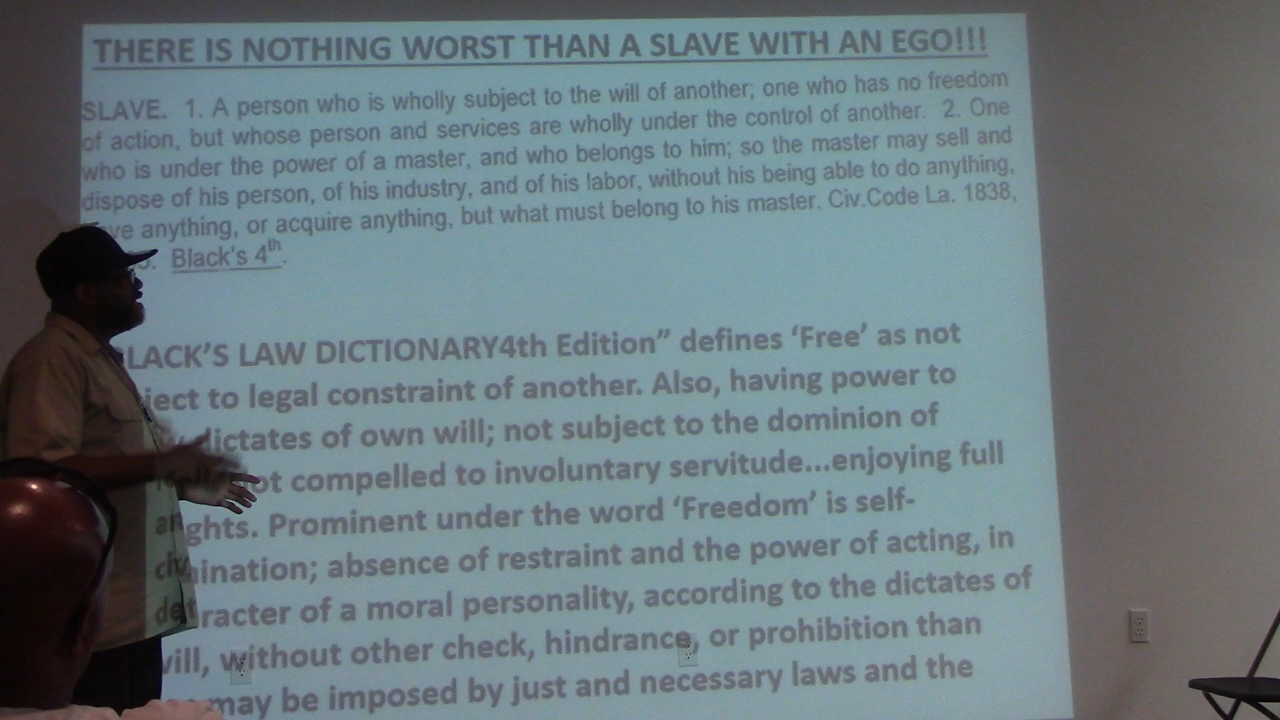 THERE IS NOTHING WORST THAN A SLAVE WITH AN EGO!!!
SLAVE. 1. A person who is wholly subject to the will of another; one who has no freedom
of action, but whose person and services are wholly under the control of another. 2. One
who is under the power of a master, and who belongs to him; so the master may sell and
dispose of his person, of his industry, and of his labor, without his being able to do anything,
anything, or acquire anything, but what must belong to his master. Civ.Code La. 1838,
Black's 4th.
LACK'S LAW DICTIONARY4th Edition” defines ‘Free’ as not
ject to legal constraint of another. Also, having power to
dictates of own will; not subject to the dominion of
compelled to involuntary servitude...enjoying full
ghts. Prominent under the word ‘Freedom’ is self-
mination; absence of restraint and the power of acting, in
racter of a moral personality, according to the dictates of
will, without other check, hindrance, or prohibition than
may be imposed by just and necessary laws and the